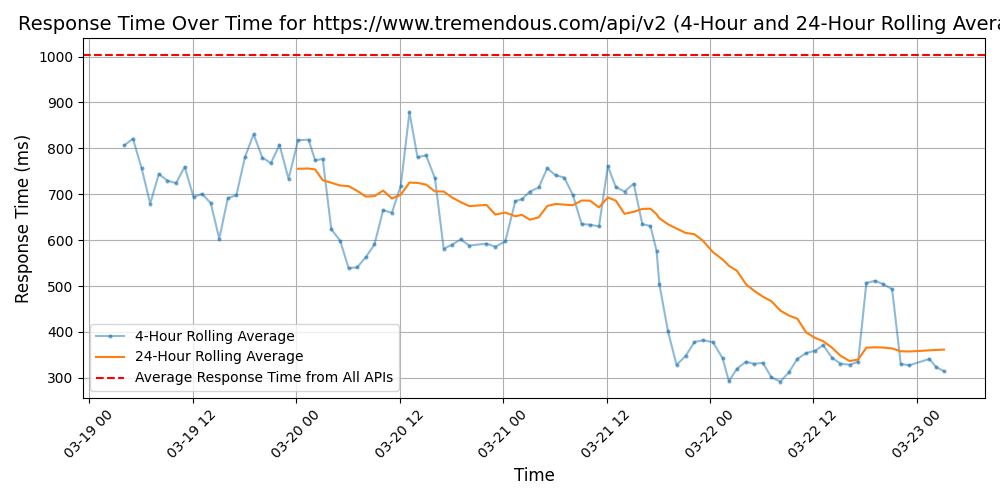 Response Time Over Time for https://www.tremendous.com/api/v2 (4-Hour and 24-Hour Rolling Avera
Response Time (ms)
1000
900
800
700
600
500
400
300
4-Hour Rolling Average
24-Hour Rolling Average
Average Response Time from All APIs
03-19 00
03-19 12
03-20 00
03-20 12
03-21 00
03-21 12
03-22 00
03-22 12
03-23 00
Time